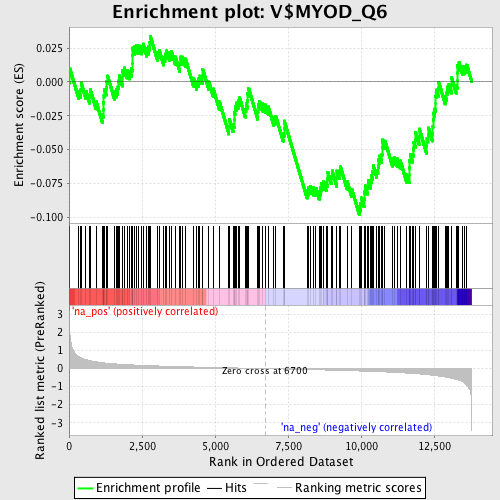 Enrichment plot: V$MYOD_Q6
Enrichment score (ES)
0.025
0.000
-0.025
-0.050
-0.075
-0.100
Ranked list metric (PreRanked)
'na_pos' (positively correlated)
3
2
1
0
-1
-2
-3
Zero cross at 6700
'na_neg' (negatively correlated)
0
2,500
5,000
7,500
10,000
12,500
Rank in Ordered Dataset
Enrichment profile
Hits
Ranking metric scores